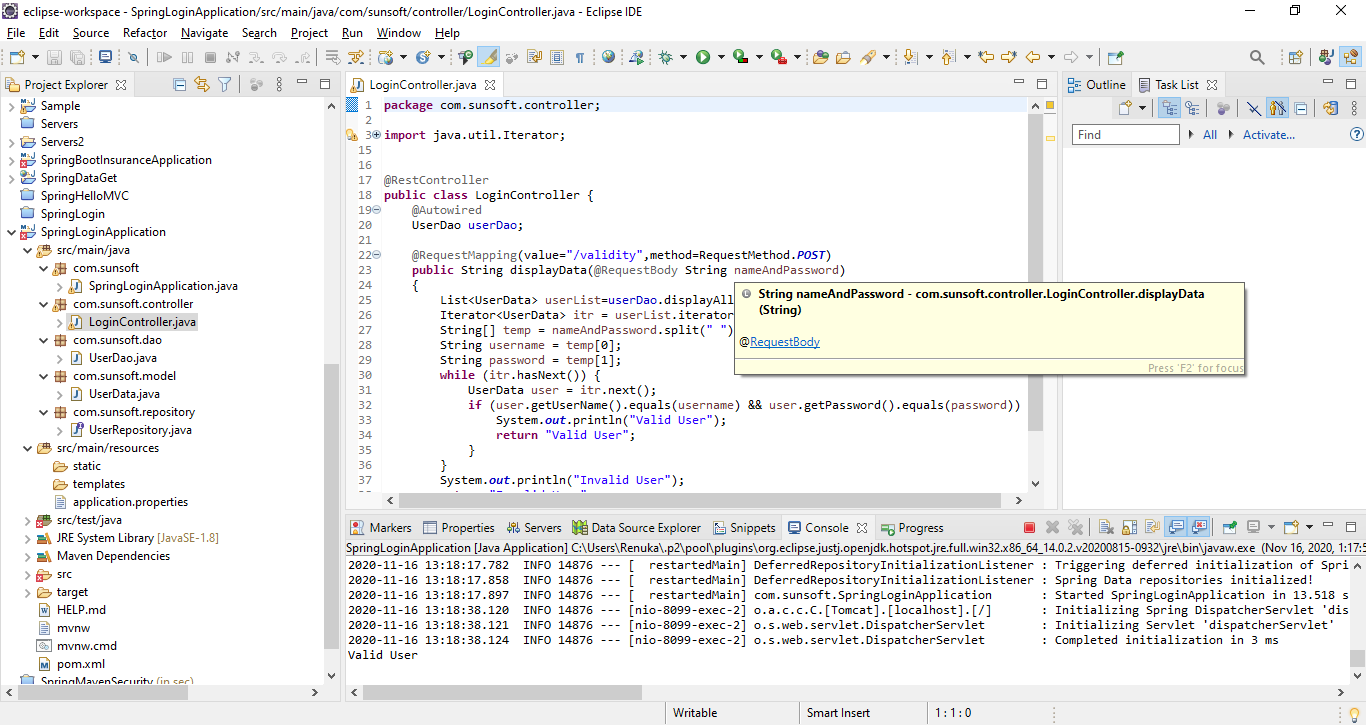 eclipse-workspace - SpringLoginApplication/src/main/java/com/sunsoft/controller/LoginController.java - Eclipse IDE
File Edit Source Refactor Navigate Search Project Run Window Help
Project Explorer
Sample
Servers
Servers2
SpringBootInsuranceApplication
SpringDataGet
SpringHelloMVC
SpringLogin
SpringLoginApplication
src/main/java
com.sunsoft
SpringLoginApplication.java
com.sunsoft.controller
LoginController.java
com.sunsoft.dao
UserDao.java
com.sunsoft.model
UserData.java
com.sunsoft.repository
UserRepository.java
src/main/resources
static
templates
application.properties
src/test/java
JRE System Library [JavaSE-1.8]
Maven Dependencies
src
target
HELP.md
mvnw
mvnw.cmd
pom.xml
SpringMavenSecurity (in sec)
LoginController.java
1 package com.sunsoft.controller;
2
3 import java.util.Iterator;
15
16
17 @RestController
18 public class LoginController {
19 @Autowired
20 UserDao userDao;
21
22 @RequestMapping(value="/validity",method=RequestMethod.POST)
23 public String displayData(@RequestBody String nameAndPassword)
24 {
25 List<UserData> userList=userDao.displayAll
26 Iterator<UserData> itr = userList.iterator
27 String[] temp = nameAndPassword.split(" ")
28 String username = temp[0];
29 String password = temp[1];
30 while (itr.hasNext()) {
31 UserData user = itr.next();
32 if (user.getUserName().equals(username) && user.getPassword().equals(password))
33 System.out.println("Valid User");
34 return "Valid User";
35 }
36 }
37 System.out.println("Invalid User");
String nameAndPassword - com.sunsoft.controller.LoginController.displayData
(String)
@RequestBody
Press 'F2' for focus
Outline Task List
Find All Activate...
Markers Properties Servers Data Source Explorer Snippets Console Progress
SpringLoginApplication [Java Application] C:\Users\Renuka\.p2\pool\plugins\org.eclipse.justj.openjdk.hotspot.jre.full.win32.x86_64_14.0.2.v20200815-0932\jre\bin\javaw.exe (Nov 16, 2020, 1:17:5
2020-11-16 13:18:17.782 INFO 14876 --- [ restartedMain] DeferredRepositoryInitializationListener : Triggering deferred initialization of Spri
2020-11-16 13:18:17.858 INFO 14876 --- [ restartedMain] DeferredRepositoryInitializationListener : Spring Data repositories initialized!
2020-11-16 13:18:17.897 INFO 14876 --- [ restartedMain] com.sunsoft.SpringLoginApplication : Started SpringLoginApplication in 13.518 s
2020-11-16 13:18:38.120 INFO 14876 --- [nio-8099-exec-2] o.a.c.c.C.[Tomcat].[localhost].[/] : Initializing Spring DispatcherServlet 'dis
2020-11-16 13:18:38.121 INFO 14876 --- [nio-8099-exec-2] o.s.web.servlet.DispatcherServlet : Initializing Servlet 'dispatcherServlet'
2020-11-16 13:18:38.124 INFO 14876 --- [nio-8099-exec-2] o.s.web.servlet.DispatcherServlet : Completed initialization in 3 ms
Valid User
Writable Smart Insert 1 : 1 : 0